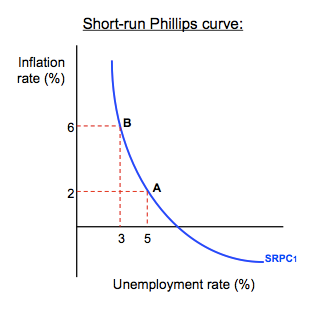 Short-run Phillips curve:
Inflation
rate (%)
6
B
2
A
3 5
SRPC1
Unemployment rate (%)